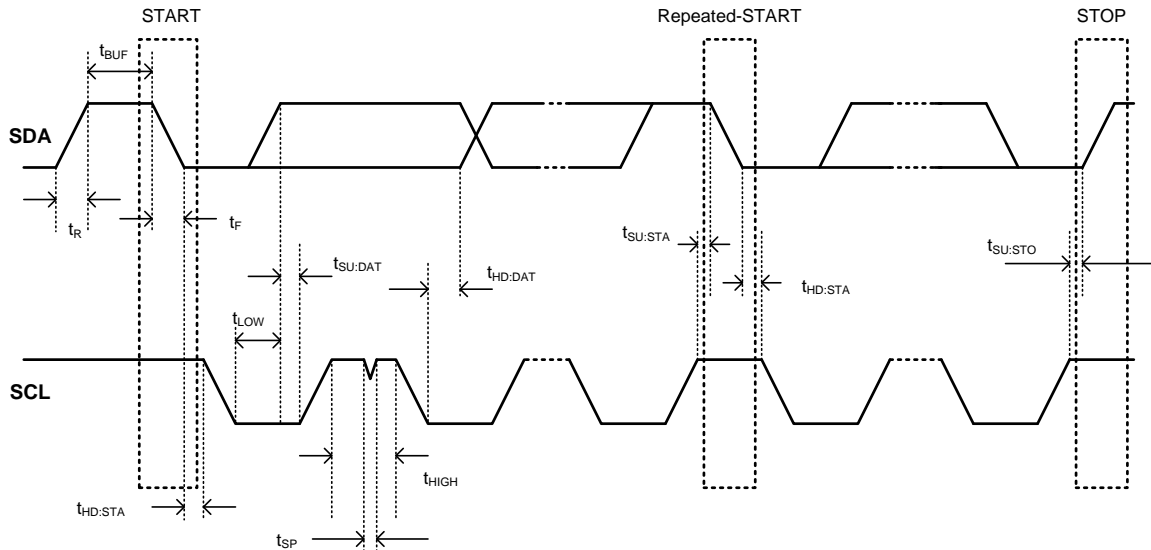 START
Repeated-START
STOP
tBUF
SDA
tR
tF
tSU:DAT
tHD:DAT
tSU:STA
tHD:STA
tSU:STO
tLOW
SCL
tHIGH
tHD:STA
tSP